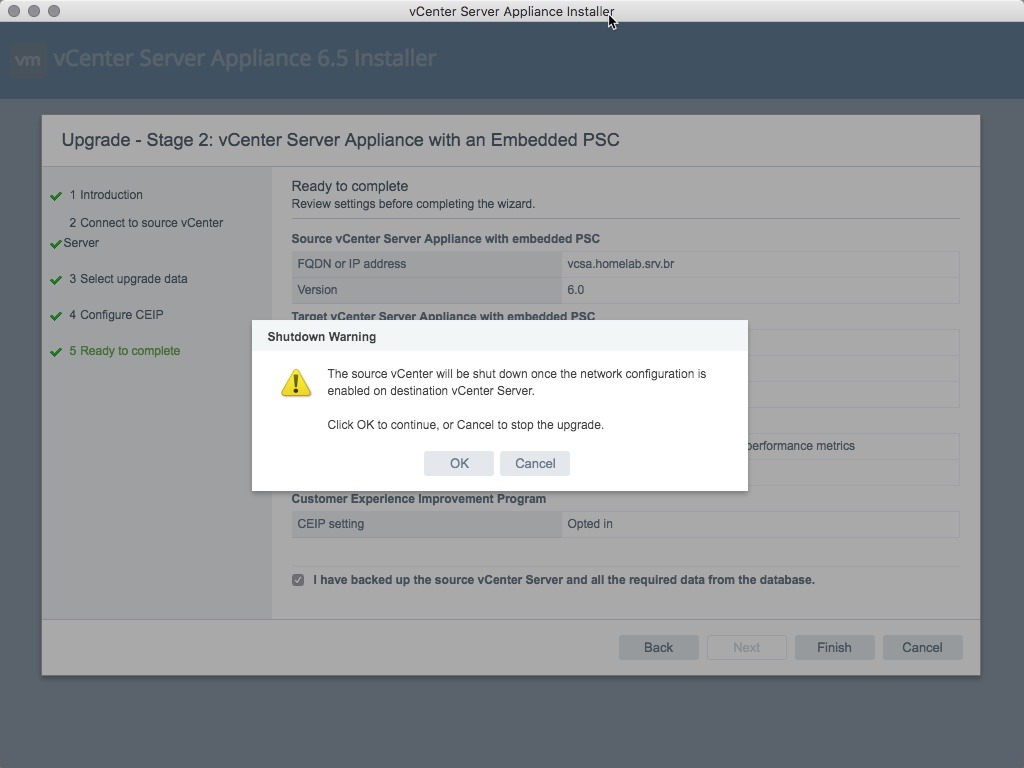 vCenter Server Appliance Installer
vm vCenter Server Appliance 6.5 Installer
Upgrade - Stage 2: vCenter Server Appliance with an Embedded PSC
1 Introduction
2 Connect to source vCenter
Server
3 Select upgrade data
4 Configure CEIP
5 Ready to complete
Ready to complete
Review settings before completing the wizard.
Source vCenter Server Appliance with embedded PSC
FQDN or IP address vcsa.homelab.srv.br
Version 6.0
Target vCenter Server Appliance with embedded PSC
Shutdown Warning
The source vCenter will be shut down once the network configuration is
enabled on destination vCenter Server.
Click OK to continue, or Cancel to stop the upgrade.
OK Cancel
performance metrics
Customer Experience Improvement Program
CEIP setting Opted in
I have backed up the source vCenter Server and all the required data from the database.
Back Next Finish Cancel